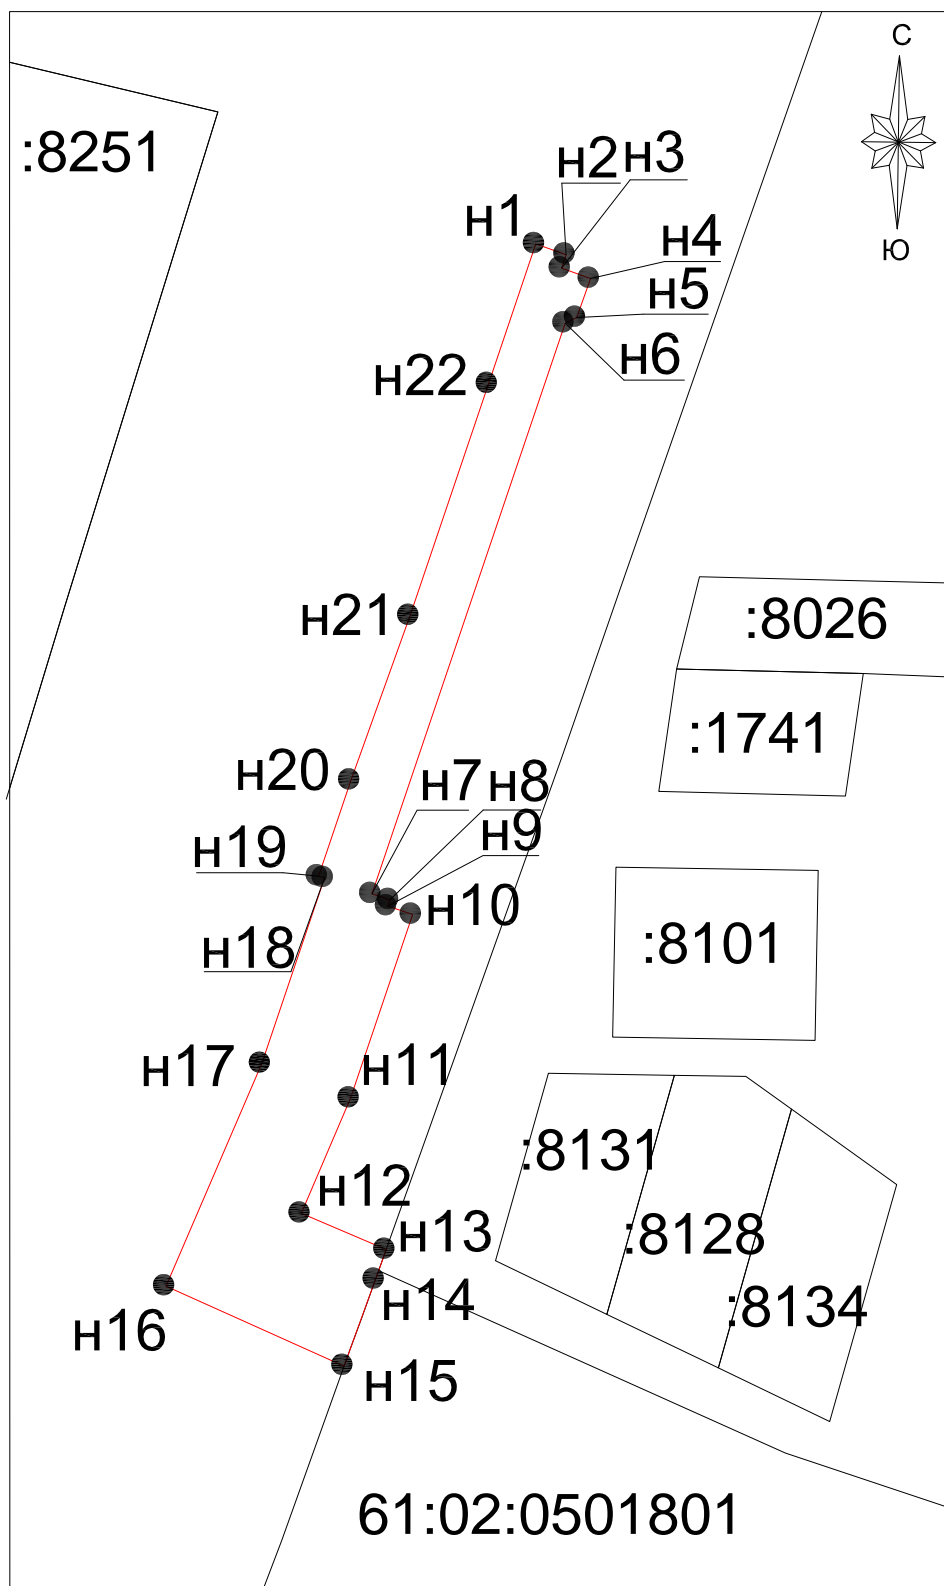 С
:8251
н2
н3
н1
н4
Ю
н5
н6
н22
н21
:8026
:1741
н20
н7
н8
н9
н19
н10
н18
:8101
н17
н11
:8131
н12
н13
:8128
н14
:8134
н16
н15
61:02:0501801